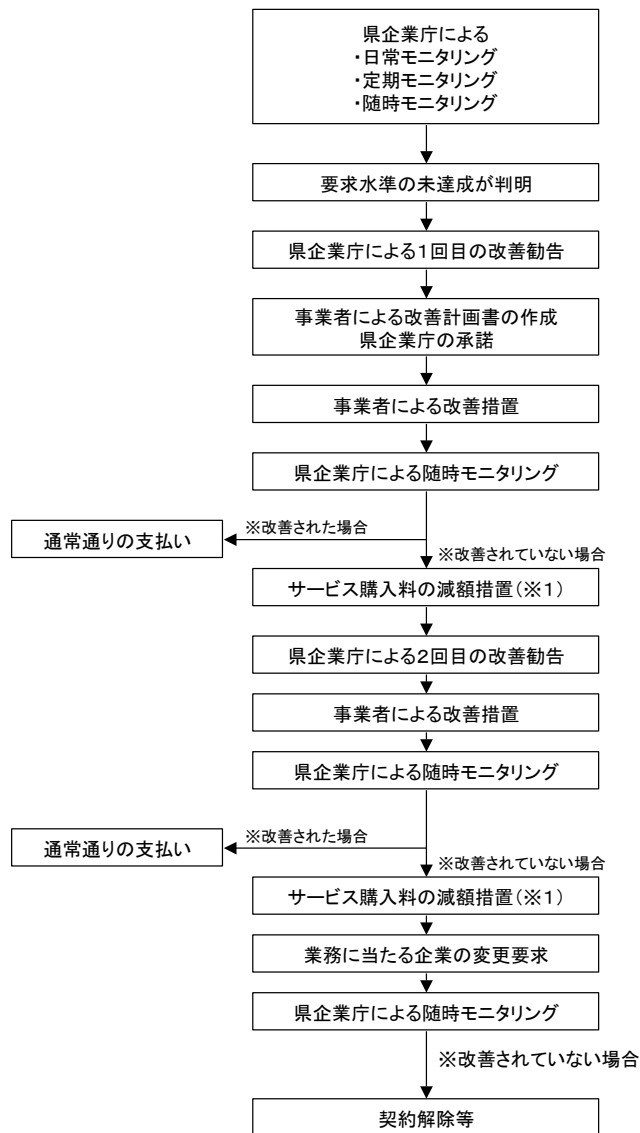 県企業庁による
・日常モニタリング
・定期モニタリング
・随時モニタリング
要求水準の未達成が判明
県企業庁による1回目の改善勧告
事業者による改善計画書の作成
県企業庁の承諾
事業者による改善措置
県企業庁による随時モニタリング
※改善された場合
通常通りの支払い
※改善されていない場合
サービス購入料の減額措置(※1)
県企業庁による2回目の改善勧告
事業者による改善措置
県企業庁による随時モニタリング
※改善された場合
通常通りの支払い
※改善されていない場合
サービス購入料の減額措置(※1)
業務に当たる企業の変更要求
県企業庁による随時モニタリング
※改善されていない場合
契約解除等